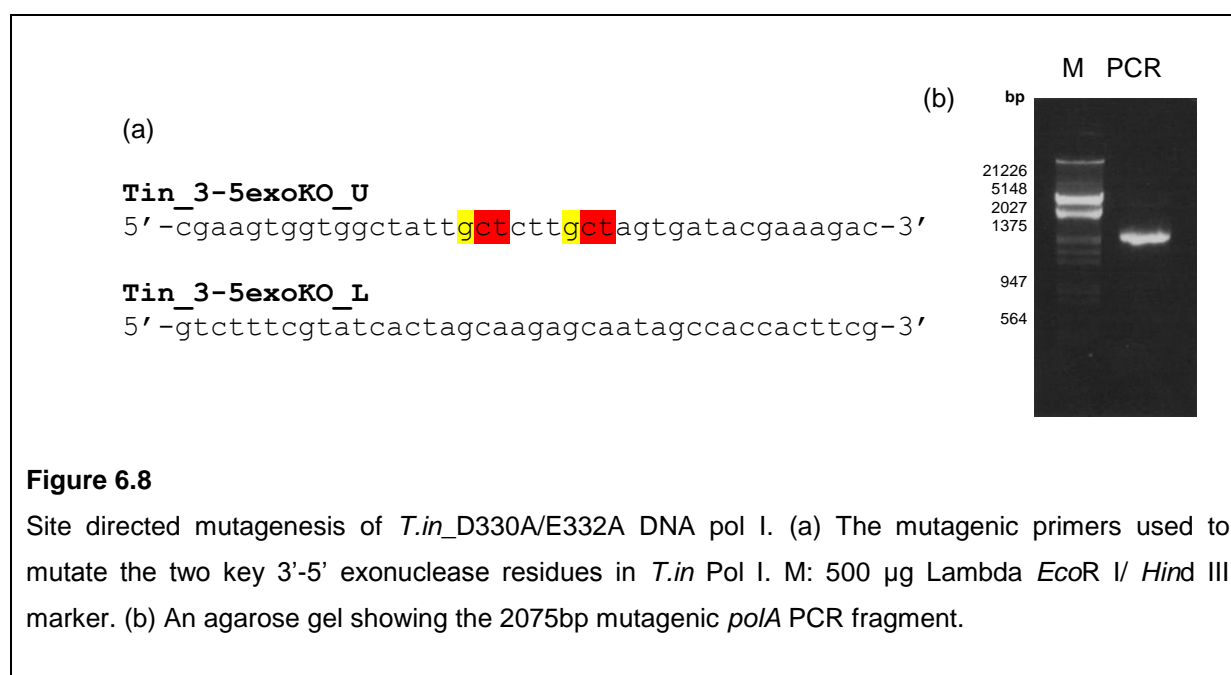 M PCR
(b)
bp
(a)
21226
5148
2027
1375
947
564
Tin_3-5exoKO_U
5’-cgaagtggtggctattgctcttgctagtgatacgaaagac-3’
Tin_3-5exoKO_L
5’-gtctttcgtatcactagcaagagcaatagccaccacttcg-3’
Figure 6.8
Site directed mutagenesis of T.in_D330A/E332A DNA pol I. (a) The mutagenic primers used to
mutate the two key 3’-5’ exonuclease residues in T.in Pol I. M: 500 µg Lambda EcoR I/ Hind III
marker. (b) An agarose gel showing the 2075bp mutagenic polA PCR fragment.